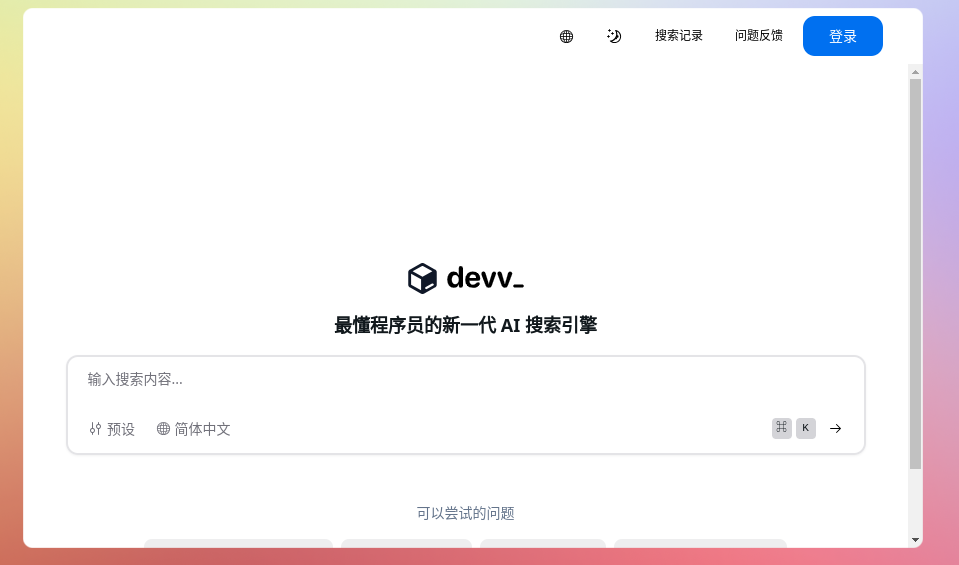 搜索记录 问题反馈 登录
devv_
最懂程序员的新一代 AI 搜索引擎
输入搜索内容...
预设 简体中文 ⌘ K
可以尝试的问题